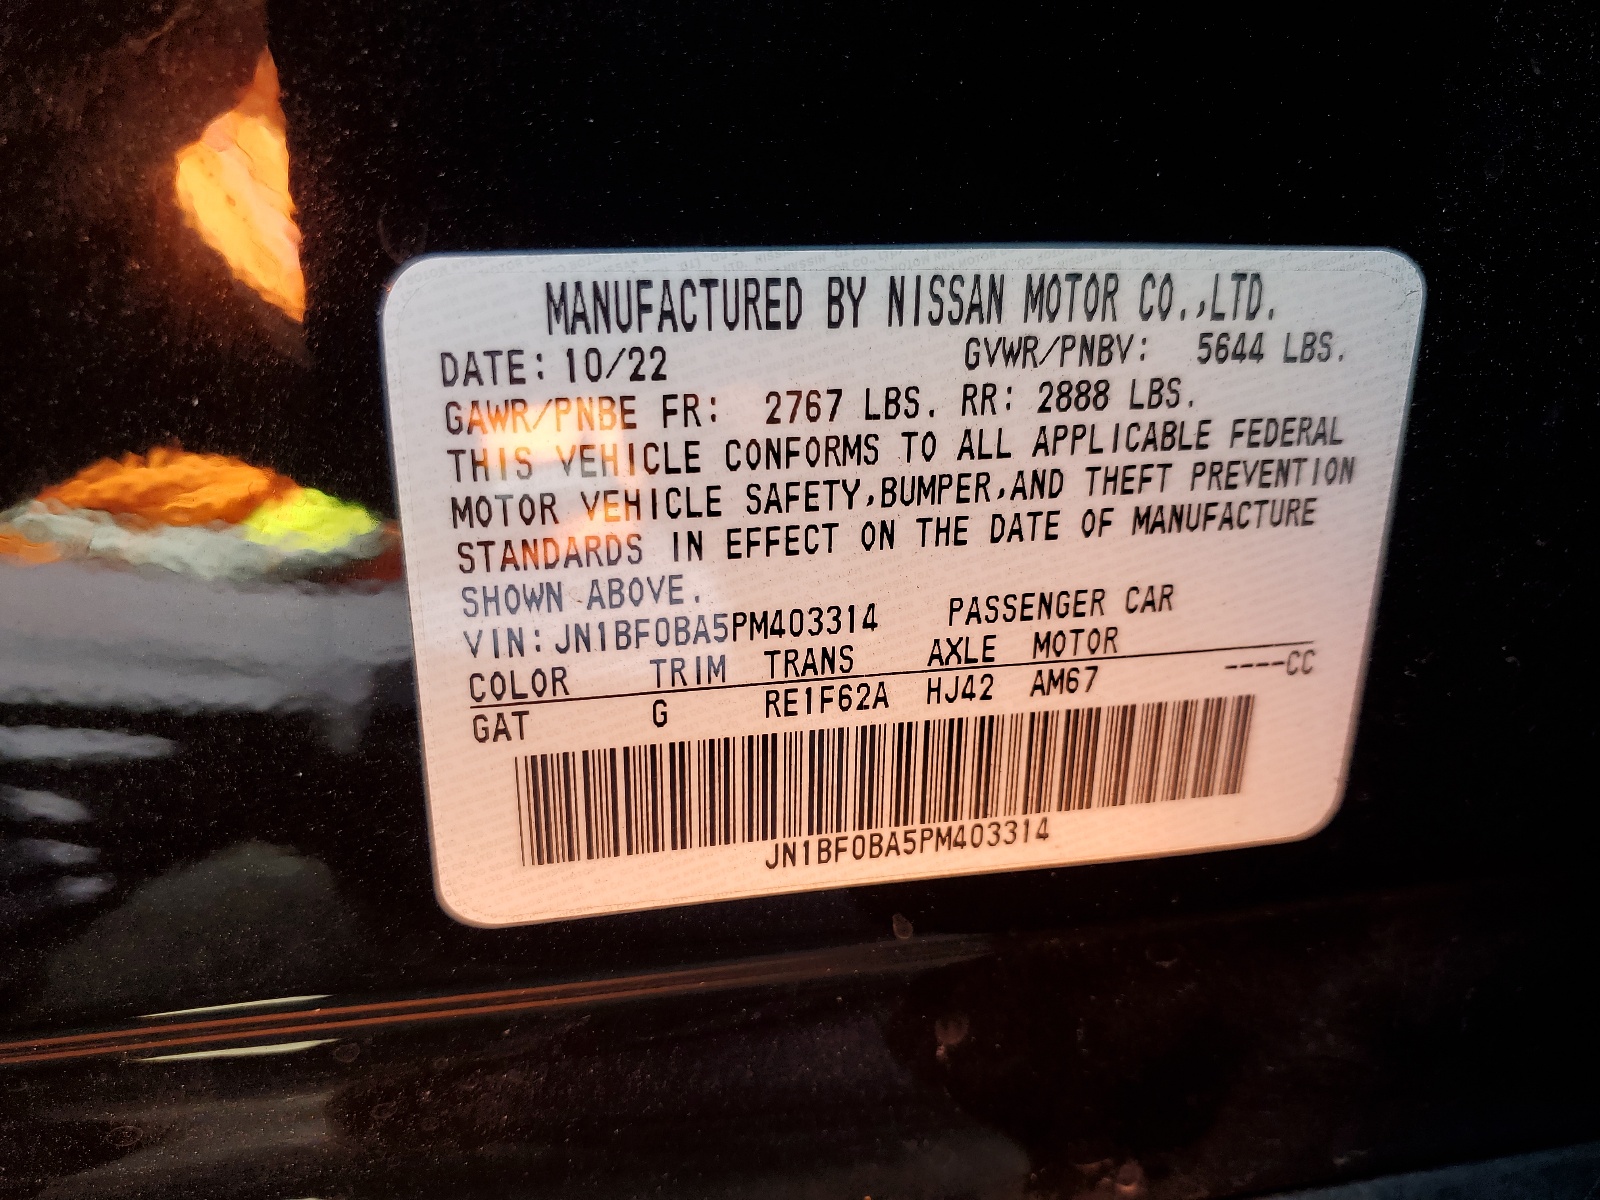 MANUFACTURED BY NISSAN MOTOR CO.,LTD.
DATE: 10/22 GVWR/PNBV: 5644 LBS.
GAWR/PNBE FR: 2767 LBS. RR: 2888 LBS.
THIS VEHICLE CONFORMS TO ALL APPLICABLE FEDERAL
MOTOR VEHICLE SAFETY,BUMPER,AND THEFT PREVENTION
STANDARDS IN EFFECT ON THE DATE OF MANUFACTURE
SHOWN ABOVE.
VIN: JN1BF0BA5PM403314 PASSENGER CAR
COLOR TRIM TRANS AXLE MOTOR
GAT G RE1F62A HJ42 AM67 ----CC
JN1BF0BA5PM403314